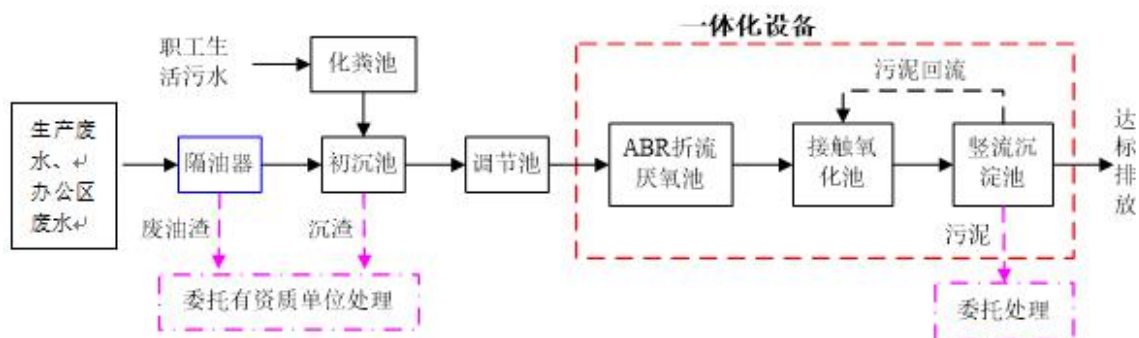 一体化设备
职工生
活污水
化粪池
污泥回流
生产废
水、↵
办公区
废水↵
隔油器
初沉池
调节池
ABR折流
厌氧池
接触氧
化池
竖流沉
淀池
达
标
排
放
废油渣
沉渣
污泥
委托有资质单位处理
委托处理